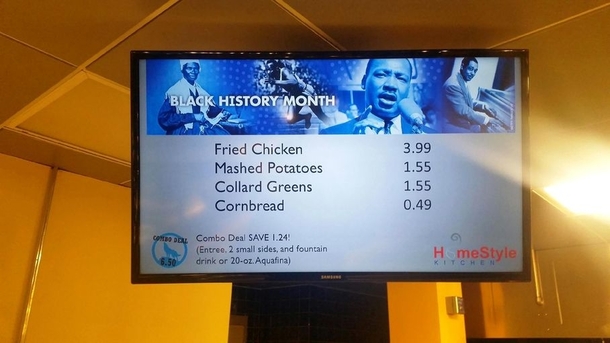 BLACK HISTORY MONTH
Fried Chicken 3.99
Mashed Potatoes 1.55
Collard Greens 1.55
Cornbread 0.49
COMBO DEAL
6.50
Combo Deal SAVE 1.24!
(Entree, 2 small sides, and fountain
drink or 20-oz. Aquafina)
HomeStyle
KITCHEN
SAMSUNG